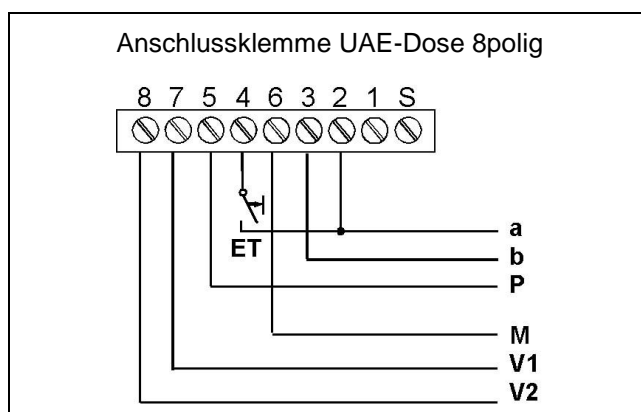 Anschlussklemme UAE-Dose 8polig
8 7 5 4 6 3 2 1 S
ET
a
b
P
M
V1
V2